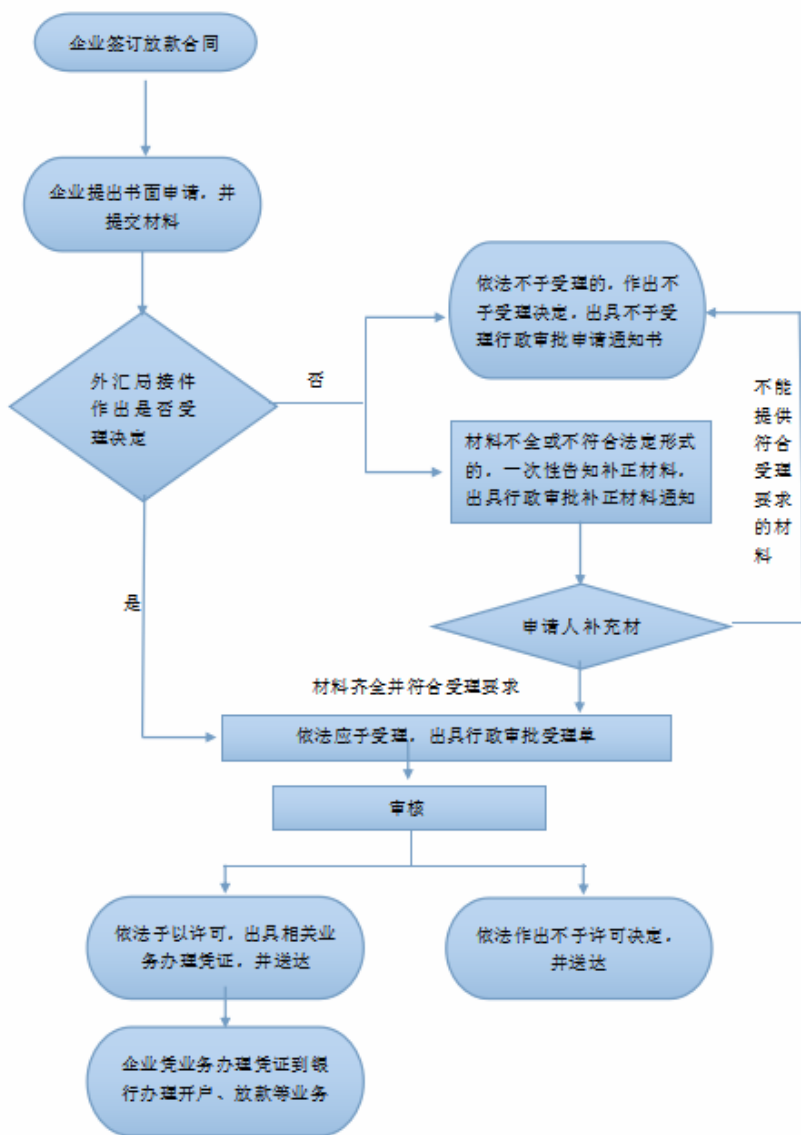 企业签订放款合同
企业提出书面申请，并
提交材料
依法不予受理的，作出不
予受理决定，出具不予受
理行政审批申请通知书
外汇局接件
作出是否受
理决定
否
不能
提供
符合
受理
要求
的材
料
材料不全或不符合法定形式
的，一次性告知补正材料，
出具行政审批补正材料通知
是
申请人补充材
材料齐全并符合受理要求
依法应予受理，出具行政审批受理单
审核
依法予以许可，出具相关业
务办理凭证，并送达
依法作出不予许可决定，
并送达
企业凭业务办理凭证到银
行办理开户、放款等业务